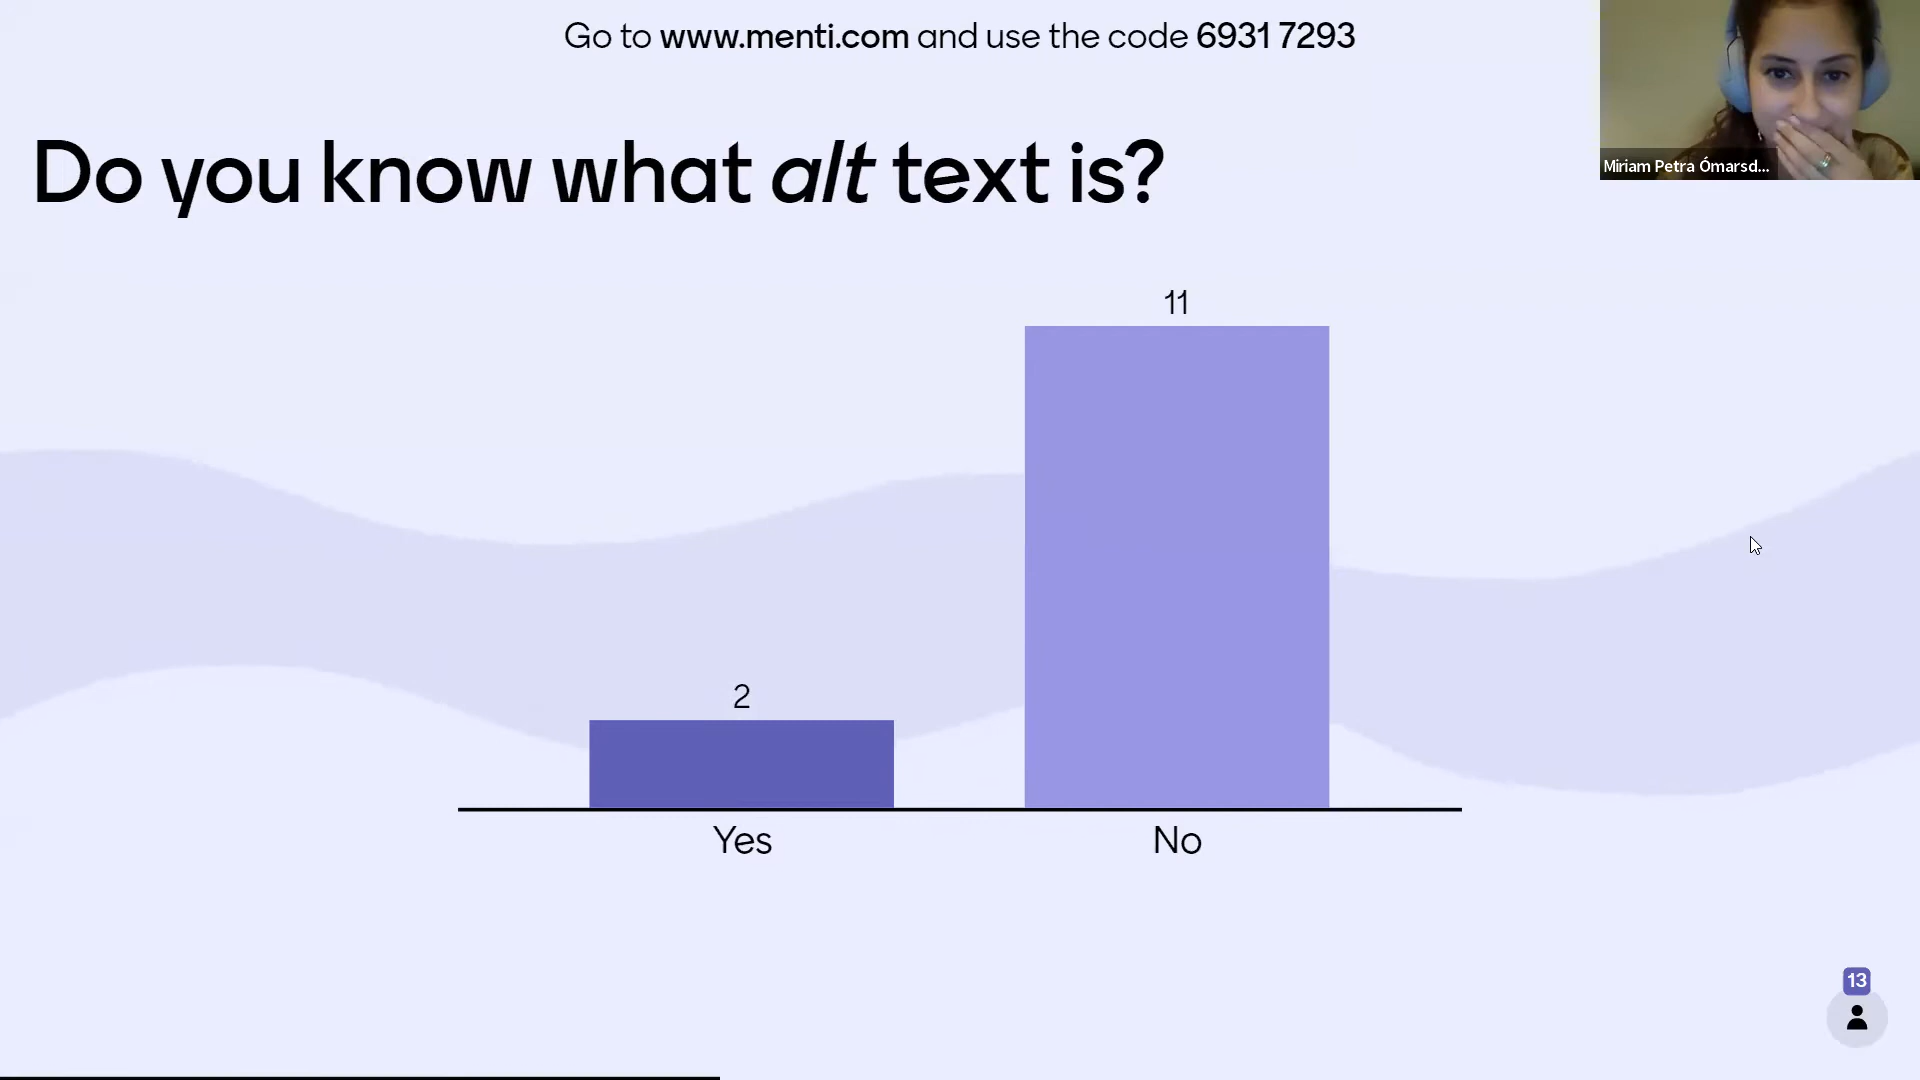 Go to www.menti.com and use the code 6931 7293
Miriam Petra Ómarsd...
Do you know what alt text is?
11
2
Yes
No
13